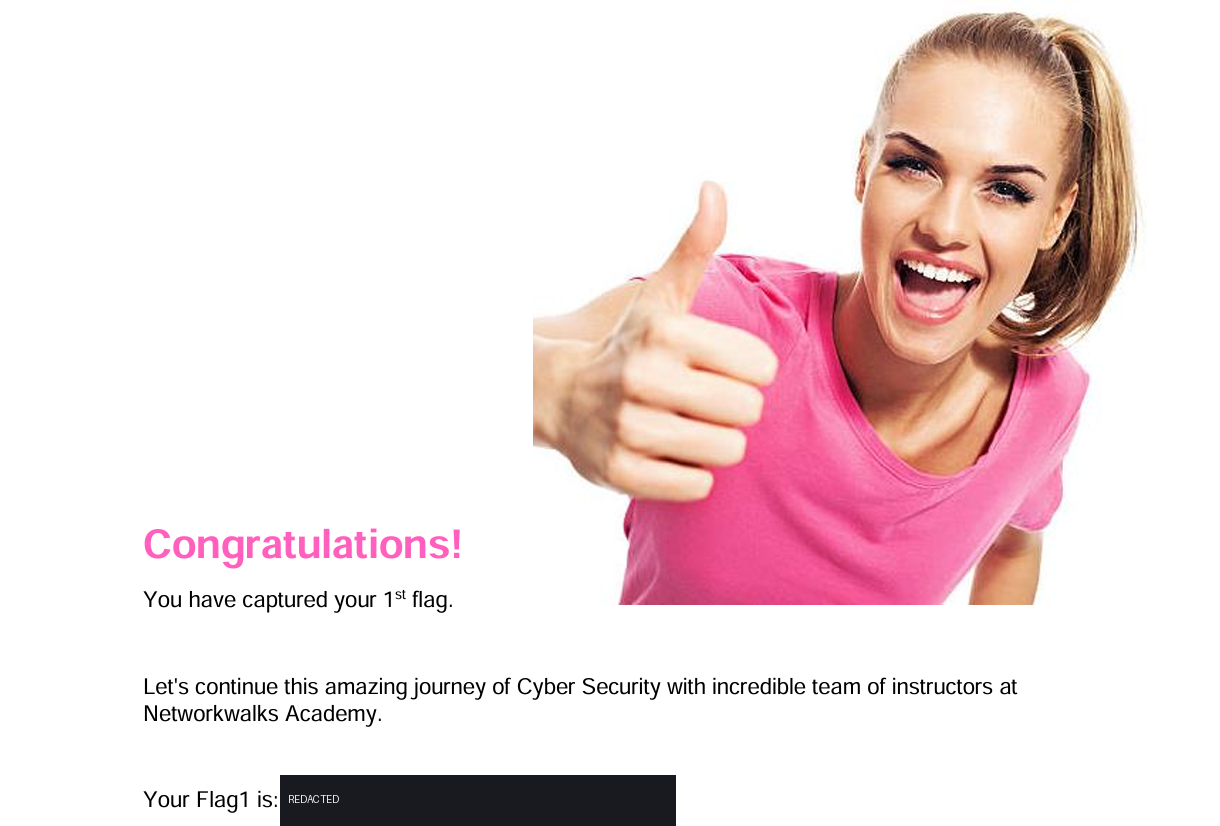 Congratulations!
You have captured your 1st flag.
Let's continue this amazing journey of Cyber Security with incredible team of instructors at
Networkwalks Academy.
Your Flag1 is: REDACTED